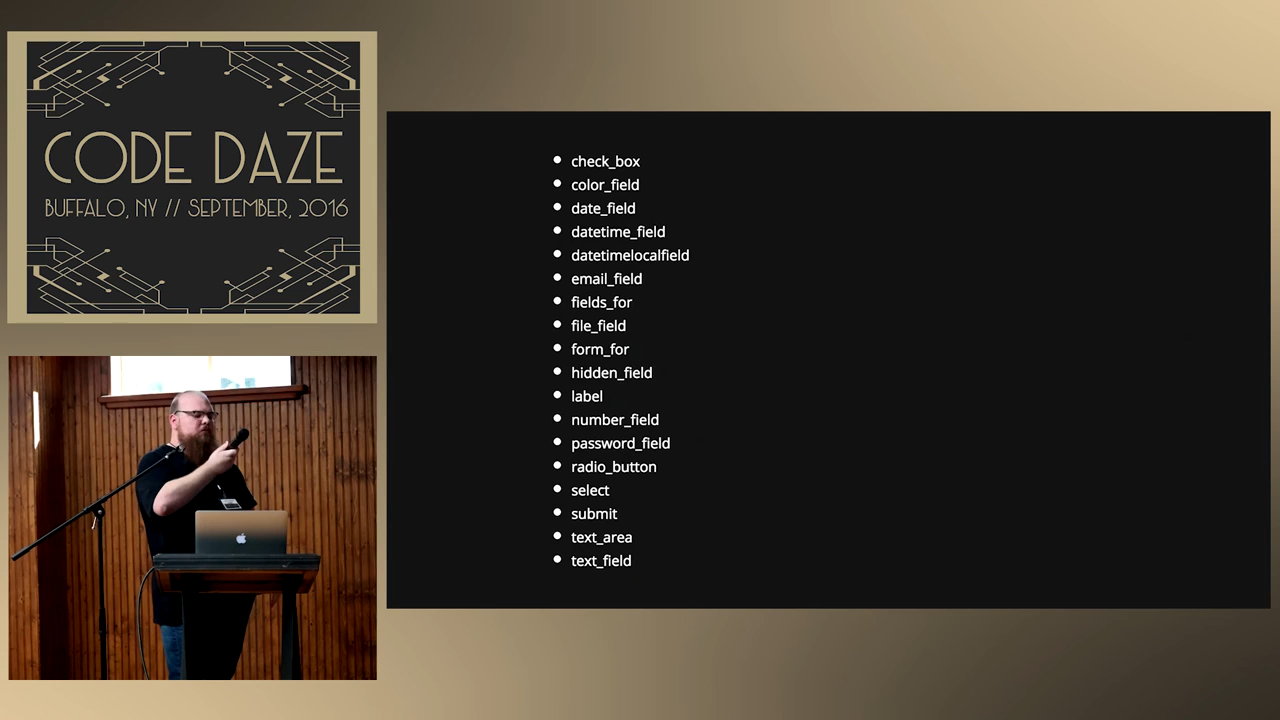 CODE DAZE
BUFFALO, NY // SEPTEMBER, 2016
check_box
color_field
date_field
datetime_field
datetimelocalfield
email_field
fields_for
file_field
form_for
hidden_field
label
number_field
password_field
radio_button
select
submit
text_area
text_field